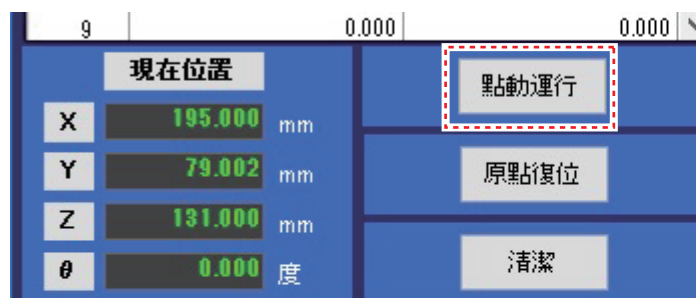 9 0.000 0.000
現在位置
點動運行
X 195.000 mm
Y 79.002 mm
原點復位
Z 131.000 mm
θ 0.000 度
清潔